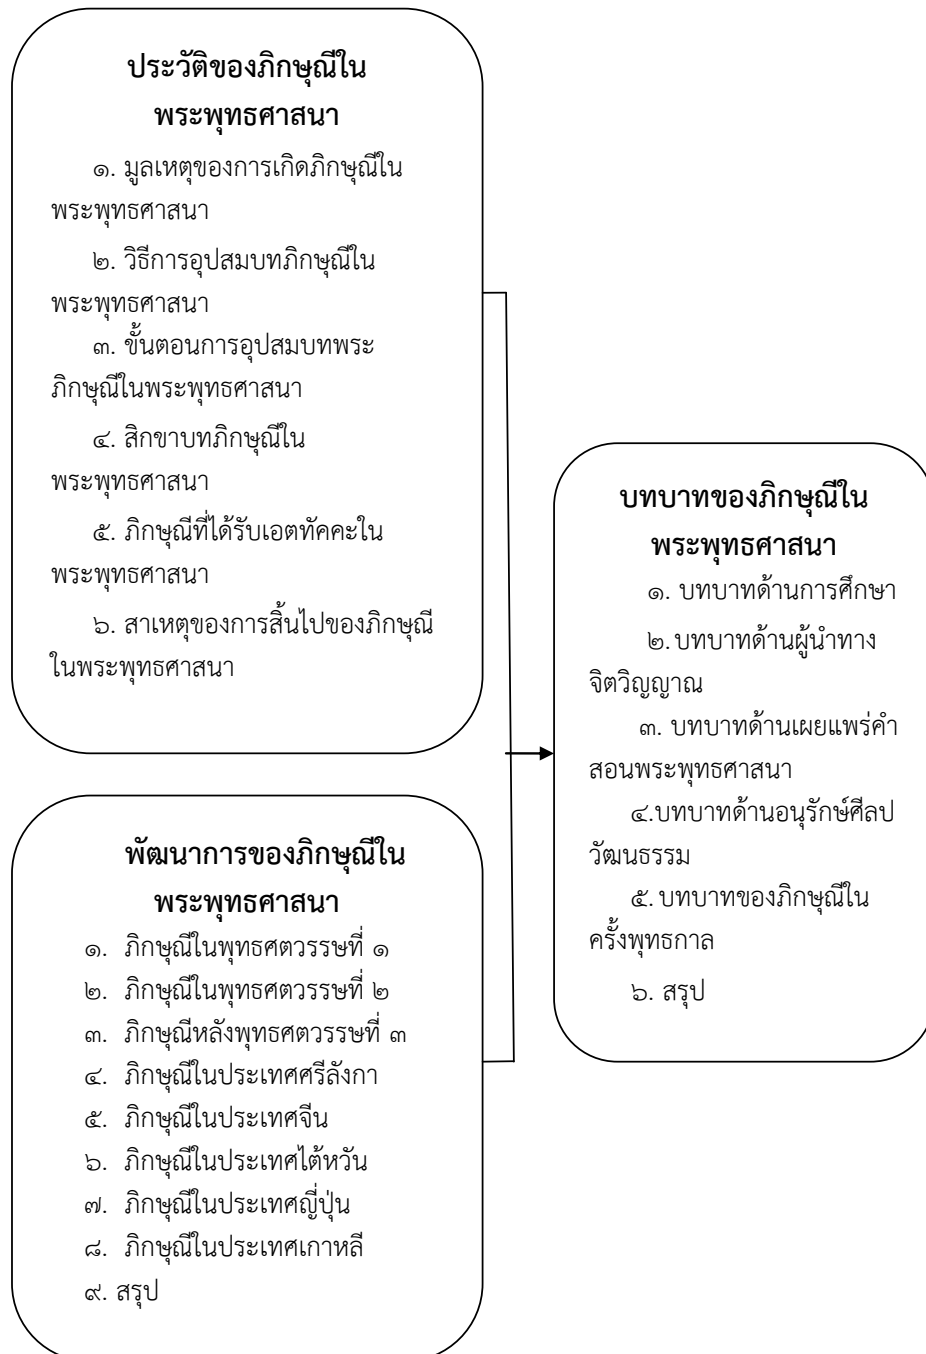 ประวัติของภิกษุณีใน
พระพุทธศาสนา
๑. มูลเหตุของการเกิดภิกษุณีใน
พระพุทธศาสนา
๒. วิธีการอุปสมบทภิกษุณีใน
พระพุทธศาสนา
๓. ขั้นตอนการอุปสมบทพระ
ภิกษุณีในพระพุทธศาสนา
๔. สิกขาบทภิกษุณีใน
พระพุทธศาสนา
๕. ภิกษุณีที่ได้รับเอตทัคคะใน
พระพุทธศาสนา
๖. สาเหตุของการสิ้นไปของภิกษุณี
ในพระพุทธศาสนา
พัฒนาการของภิกษุณีใน
พระพุทธศาสนา
๑. ภิกษุณีในพุทธศตวรรษที่ ๑
๒. ภิกษุณีในพุทธศตวรรษที่ ๒
๓. ภิกษุณีหลังพุทธศตวรรษที่ ๓
๔. ภิกษุณีในประเทศศรีลังกา
๕. ภิกษุณีในประเทศจีน
๖. ภิกษุณีในประเทศไต้หวัน
๗. ภิกษุณีในประเทศญี่ปุ่น
๘. ภิกษุณีในประเทศเกาหลี
๙. สรุป
บทบาทของภิกษุณีใน
พระพุทธศาสนา
๑. บทบาทด้านการศึกษา
๒. บทบาทด้านผู้นำทาง
จิตวิญญาณ
๓. บทบาทด้านเผยแพร่คำ
สอนพระพุทธศาสนา
๔.บทบาทด้านอนุรักษ์ศีลป
วัฒนธรรม
๕. บทบาทของภิกษุณีใน
ครั้งพุทธกาล
๖. สรุป